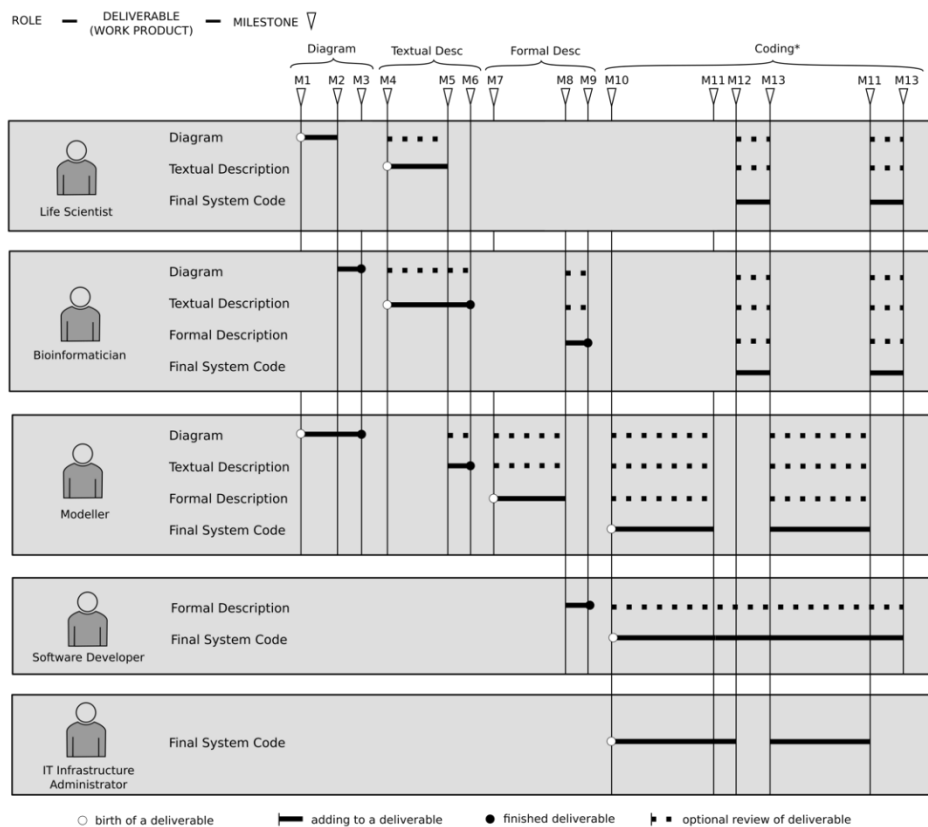 ROLE
DELIVERABLE
(WORK PRODUCT)
MILESTONE
Diagram Textual Desc Formal Desc Coding*
M1 M2 M3 M4 M5 M6 M7 M8 M9 M10 M11 M12 M13 M11 M13
Diagram
Textual Description
Final System Code
Life Scientist
Diagram
Textual Description
Formal Description
Final System Code
Bioinformatician
Diagram
Textual Description
Formal Description
Final System Code
Modeller
Formal Description
Final System Code
Software Developer
Final System Code
IT Infrastructure
Administrator
birth of a deliverable adding to a deliverable finished deliverable optional review of deliverable